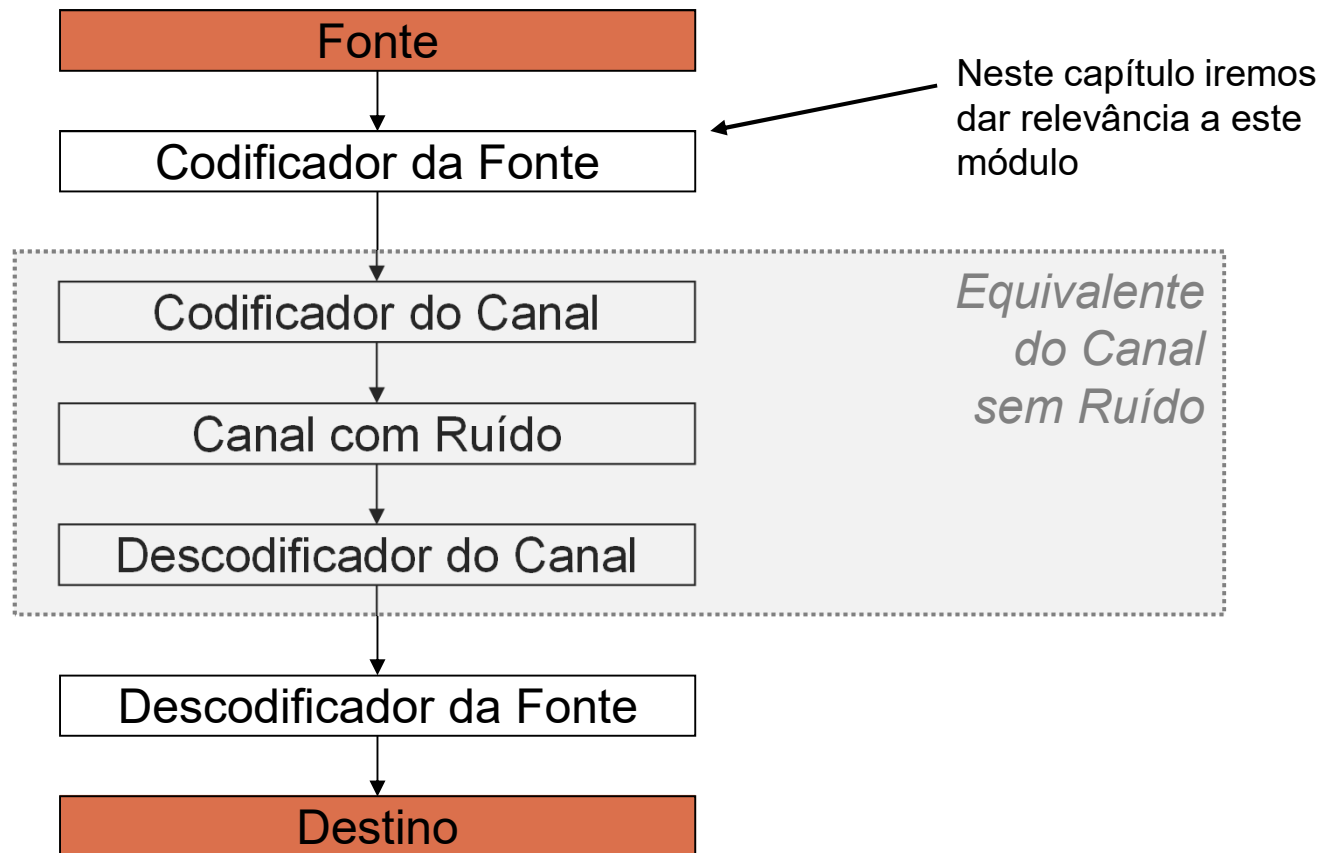 Fonte
Neste capítulo iremos
dar relevância a este
módulo
Codificador da Fonte
Equivalente
do Canal
sem Ruído
Codificador do Canal
Canal com Ruído
Descodificador do Canal
Descodificador da Fonte
Destino